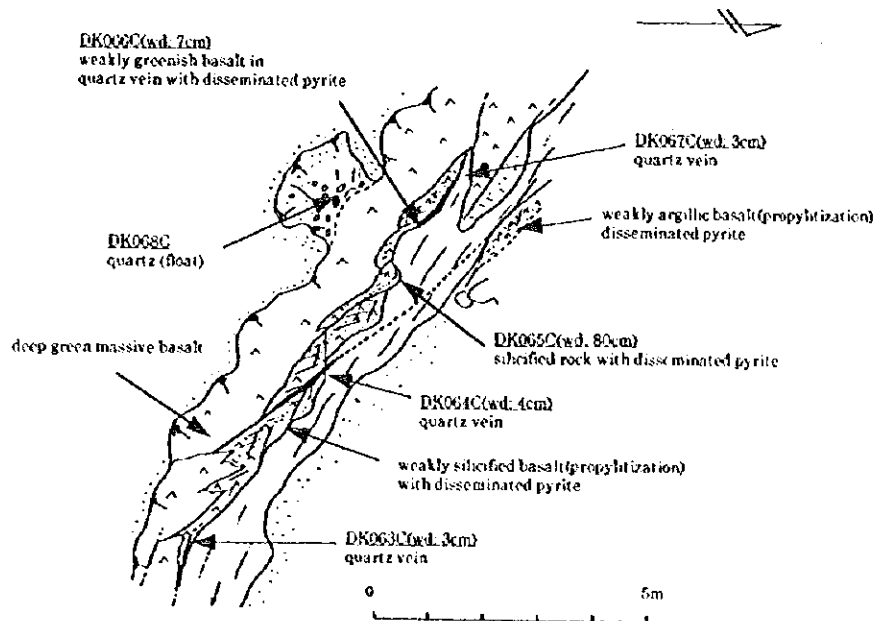 DK066C(wd: 7cm)
weakly greenish basalt in
quartz vein with disseminated pyrite
DK067C(wd: 3cm)
quartz vein
weakly argillic basalt(propylitization)
disseminated pyrite
DK068C
quartz (float)
DK065C(wd. 80cm)
silicified rock with disseminated pyrite
deep green massive basalt
DK064C(wd: 4cm)
quartz vein
weakly silicified basalt(propylitization)
with disseminated pyrite
DK063C(wd: 3cm)
quartz vein
0 5m